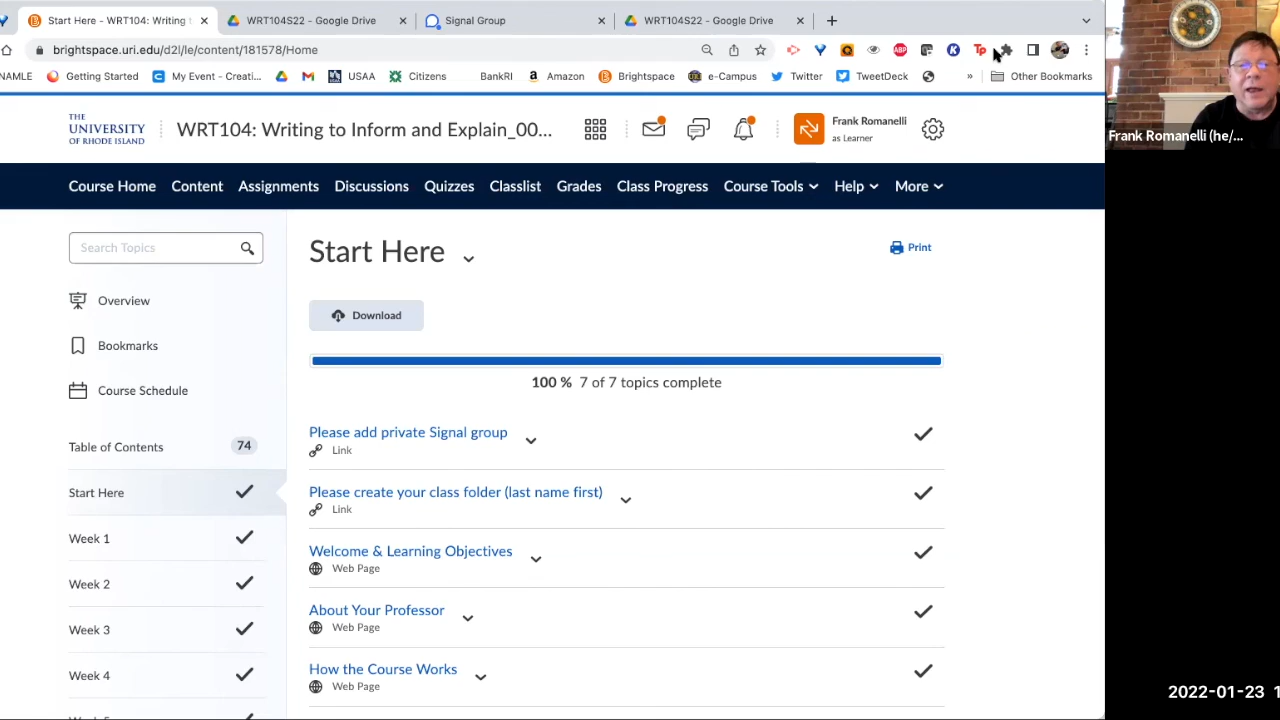 Start Here - WRT104: Writing t
WRT104S22 - Google Drive
Signal Group
WRT104S22 - Google Drive
brightspace.uri.edu/d2l/le/content/181578/Home
NAMLE
Getting Started
My Event - Creati...
USAA
Citizens
BankRI
Amazon
Brightspace
e-Campus
Twitter
TweetDeck
»
Other Bookmarks
ABP
K
Tp
THE
UNIVERSITY
OF RHODE ISLAND
WRT104: Writing to Inform and Explain_00...
Frank Romanelli
as Learner
Course Home
Content
Assignments
Discussions
Quizzes
Classlist
Grades
Class Progress
Course Tools
Help
More
Search Topics
Overview
Bookmarks
Course Schedule
Table of Contents 74
Start Here
Week 1
Week 2
Week 3
Week 4
Start Here
Print
Download
100 % 7 of 7 topics complete
Please add private Signal group
Link
Please create your class folder (last name first)
Link
Welcome & Learning Objectives
Web Page
About Your Professor
Web Page
How the Course Works
Web Page
Frank Romanelli (he/...
2022-01-23 1